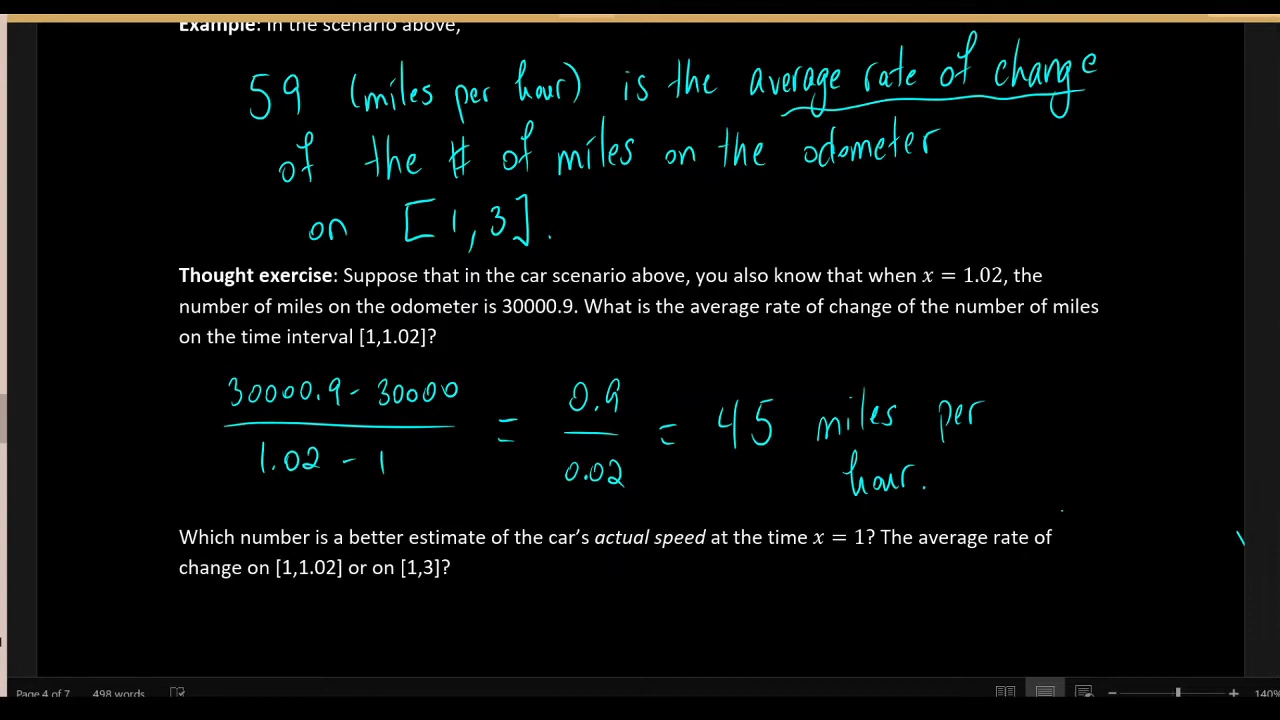 Example: In the scenario above,
59 (miles per hour) is the average rate of change
of the # of miles on the odometer
on [1, 3].
Thought exercise: Suppose that in the car scenario above, you also know that when x = 1.02, the
number of miles on the odometer is 30000.9. What is the average rate of change of the number of miles
on the time interval [1,1.02]?
30000.9 - 30000
1.02 - 1
=
0.9
0.02
= 45 miles per
hour.
Which number is a better estimate of the car’s actual speed at the time x = 1? The average rate of
change on [1,1.02] or on [1,3]?
Page 4 of 7 498 words 140%